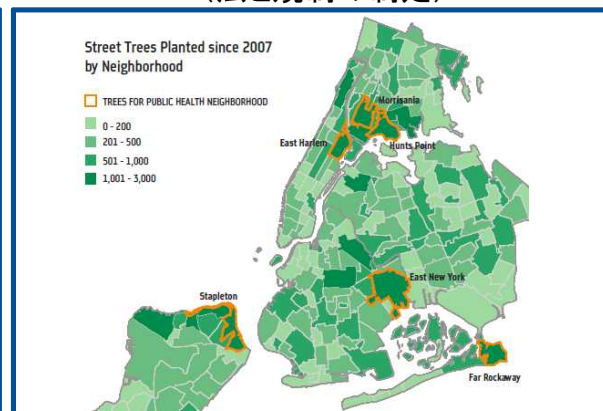 Street Trees Planted since 2007
by Neighborhood
TREES FOR PUBLIC HEALTH NEIGHBORHOOD
0 - 200
201 - 500
501 - 1,000
1,001 - 3,000
Morrisania
East Harlem
Hunts Point
East New York
Stapleton
Far Rockaway